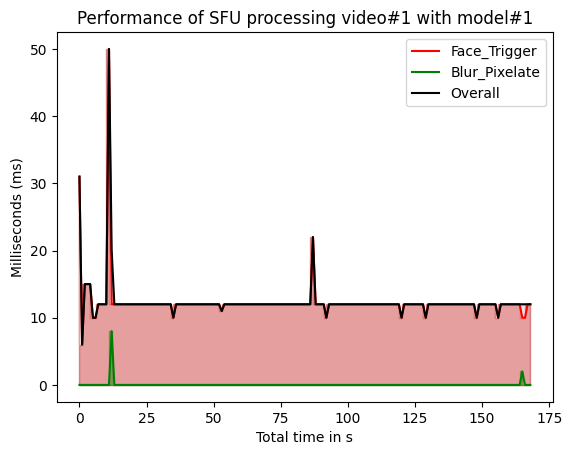 Performance of SFU processing video#1 with model#1
Face_Trigger
Blur_Pixelate
Overall
50
40
30
20
10
0
Milliseconds (ms)
0 25 50 75 100 125 150 175
Total time in s